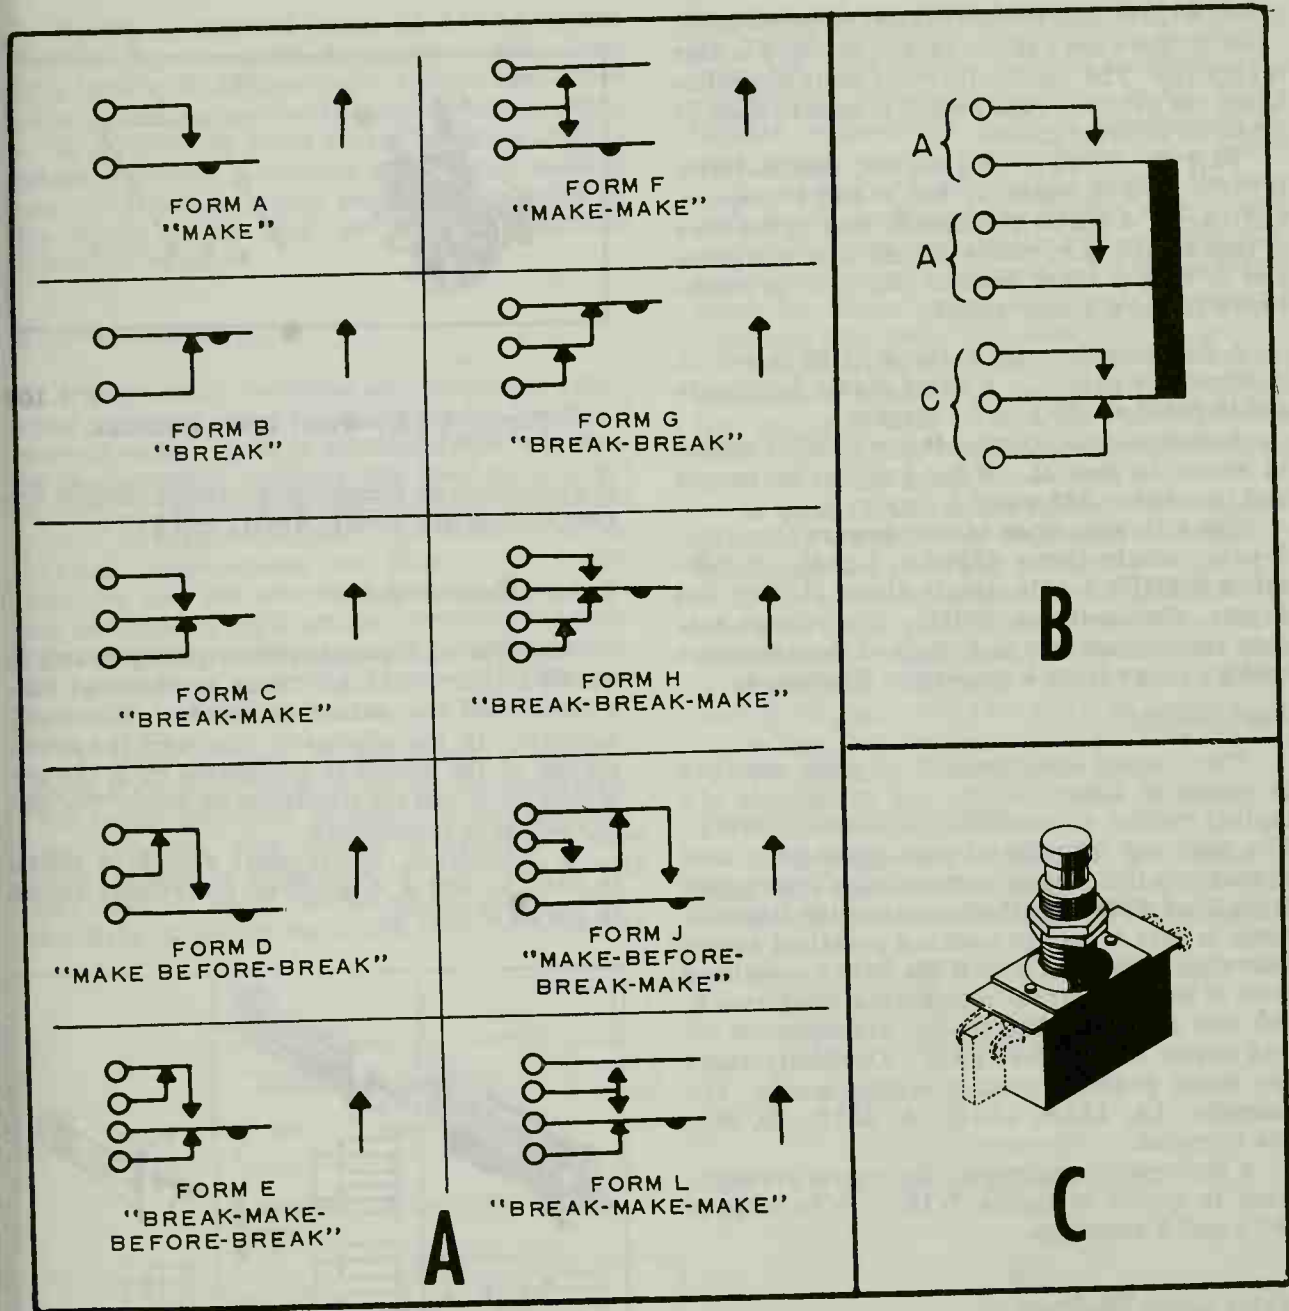 FORM A
"MAKE"
FORM F
"MAKE-MAKE"
FORM B
"BREAK"
FORM G
"BREAK-BREAK"
FORM C
"BREAK-MAKE"
FORM H
"BREAK-BREAK-MAKE"
FORM D
"MAKE BEFORE-BREAK"
FORM J
"MAKE-BEFORE-
BREAK-MAKE"
FORM E
"BREAK-MAKE-
BEFORE-BREAK"
FORM L
"BREAK-MAKE-MAKE"
A
A
A
C
B
C